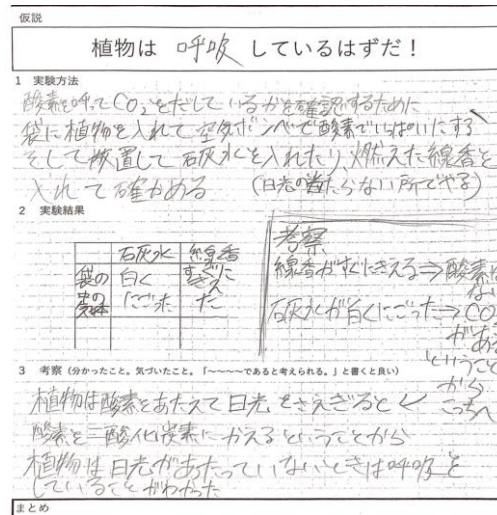 仮説
植物は 呼吸 しているはずだ！
1 実験方法
酸素を吸ってCO₂をだしているかを確認するために
袋に植物を入れて空気ボンベで酸素でいっぱいにする
そして放置して石灰水を入れたり、燃えた線香を
入れて確かめる (日光の当たらない所でやる)
2 実験結果
石灰水 線香
袋の
中の
気体
白く
にごった
すぐに
きえ
た
考察
線香がすぐにきえる⇒酸素は
ない
石灰水が白くにごった⇒CO₂
がある
ということ
から
こっちへ
3 考察（分かったこと。気づいたこと。「〜〜〜〜であると考えられる。」と書くと良い）
植物は酸素をあたえて日光をさえぎると
酸素を二酸化炭素にかえるということから
植物は日光があたっていないときは呼吸を
していることがわかった
まとめ